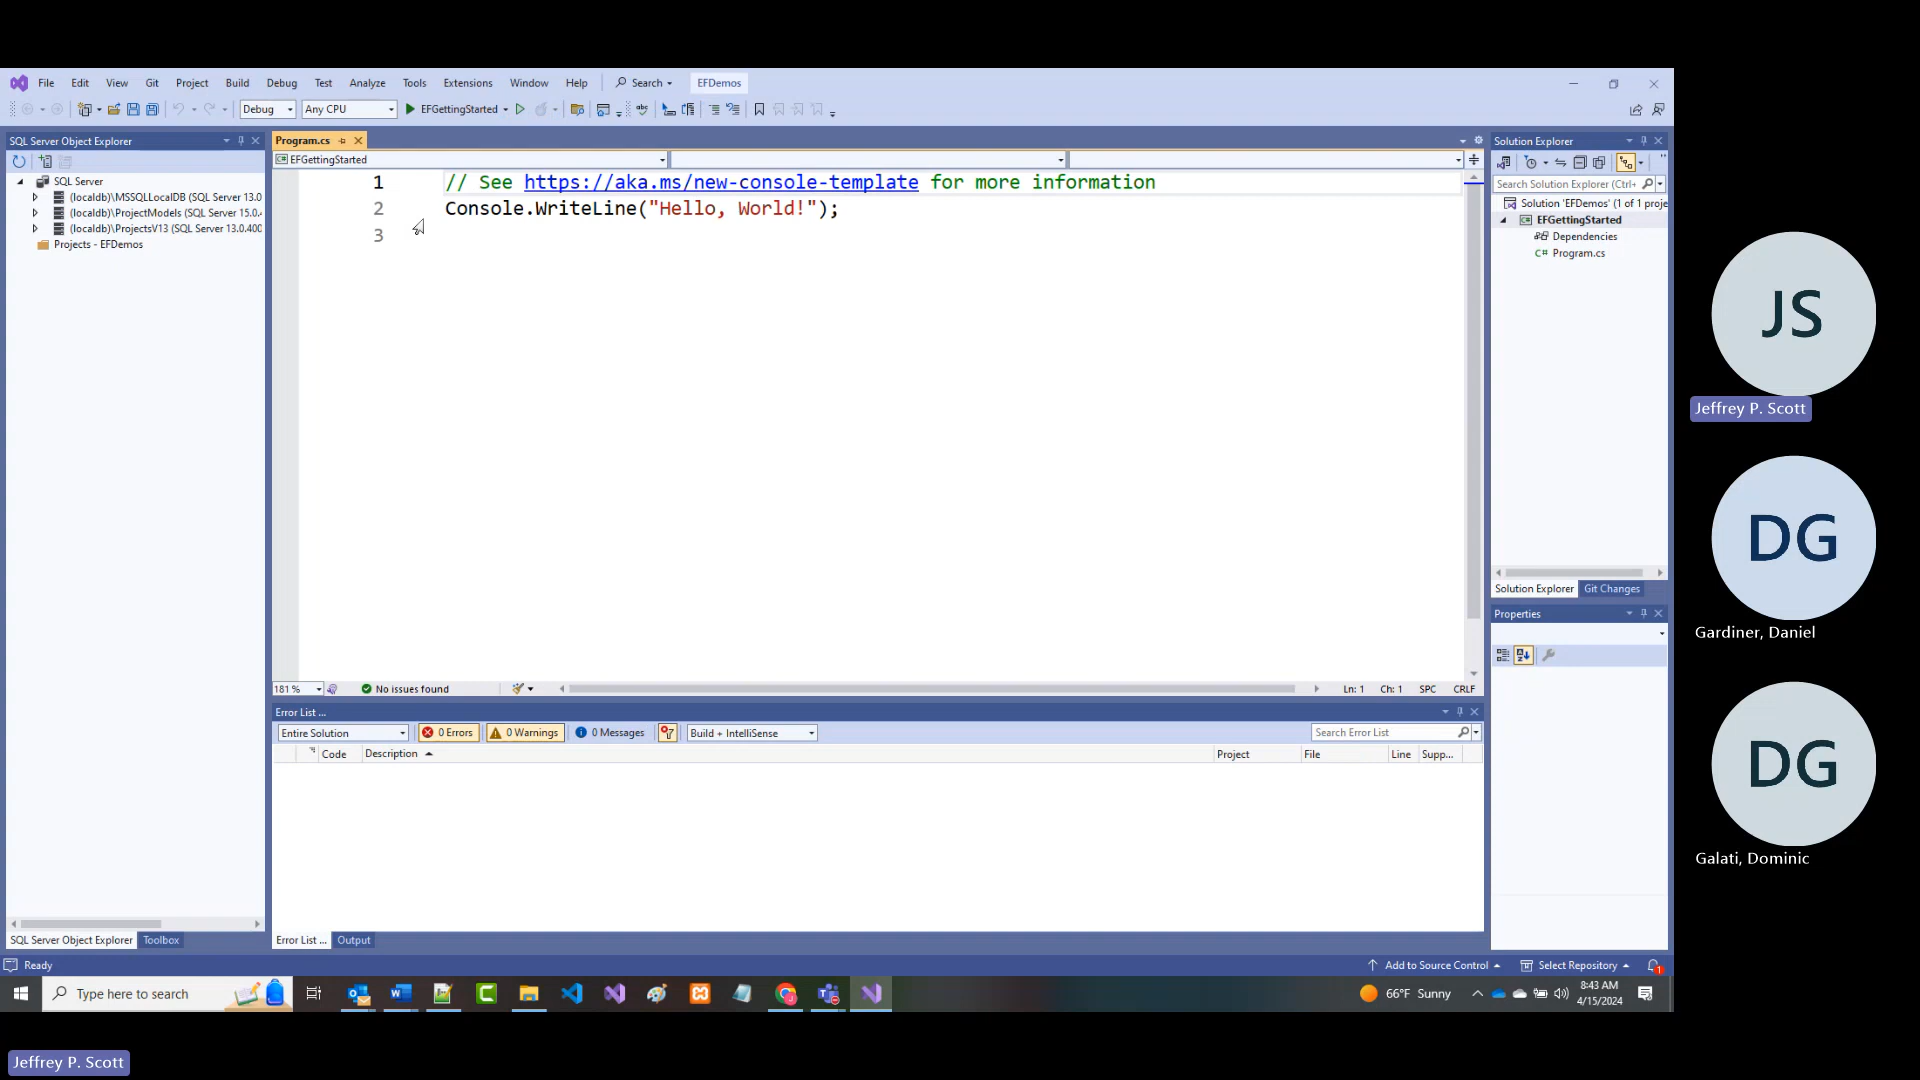 File Edit View Git Project Build Debug Test Analyze Tools Extensions Window Help Search EFDemos
Debug Any CPU EFGettingStarted
SQL Server Object Explorer
SQL Server
(localdb)\MSSQLLocalDB (SQL Server 13.0
(localdb)\ProjectModels (SQL Server 15.0.
(localdb)\ProjectsV13 (SQL Server 13.0.400
Projects - EFDemos
SQL Server Object Explorer Toolbox
Program.cs
EFGettingStarted
1 // See https://aka.ms/new-console-template for more information
2 Console.WriteLine("Hello, World!");
3
181 % No issues found Ln: 1 Ch: 1 SPC CRLF
Error List ...
Entire Solution 0 Errors 0 Warnings 0 Messages Build + IntelliSense Search Error List
Code Description Project File Line Supp...
Error List ... Output
Solution Explorer
Search Solution Explorer (Ctrl+
Solution 'EFDemos' (1 of 1 proje
EFGettingStarted
Dependencies
C# Program.cs
Solution Explorer Git Changes
Properties
Ready Add to Source Control Select Repository 1
Type here to search
66°F Sunny
8:43 AM
4/15/2024
JS
Jeffrey P. Scott
DG
Gardiner, Daniel
DG
Galati, Dominic
Jeffrey P. Scott